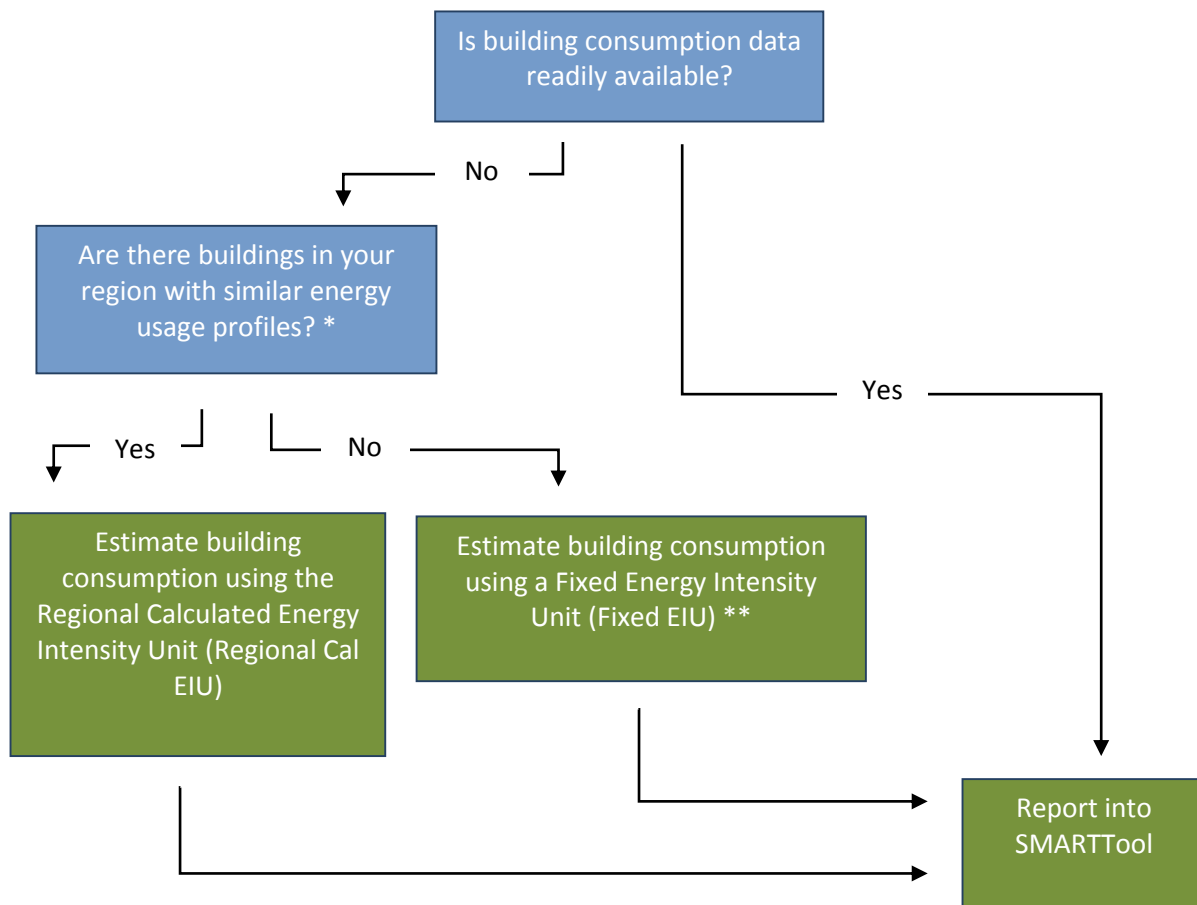 Is building consumption data
readily available?
No
Are there buildings in your
region with similar energy
usage profiles? *
Yes
Yes
No
Estimate building
consumption using the
Regional Calculated Energy
Intensity Unit (Regional Cal
EIU)
Estimate building consumption
using a Fixed Energy Intensity
Unit (Fixed EIU) **
Report into
SMARTTool